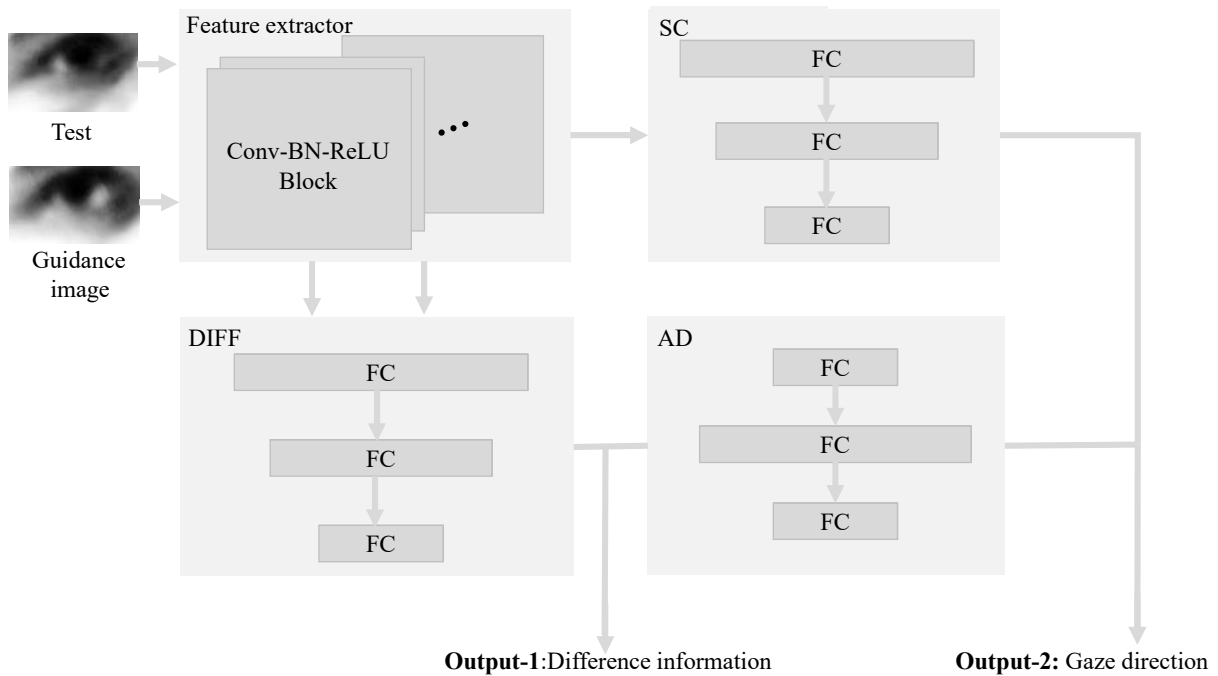 Feature extractor
Test
Guidance
image
Conv-BN-ReLU
Block
...
SC
FC
FC
FC
DIFF
FC
FC
FC
AD
FC
FC
FC
Output-1:Difference information
Output-2: Gaze direction